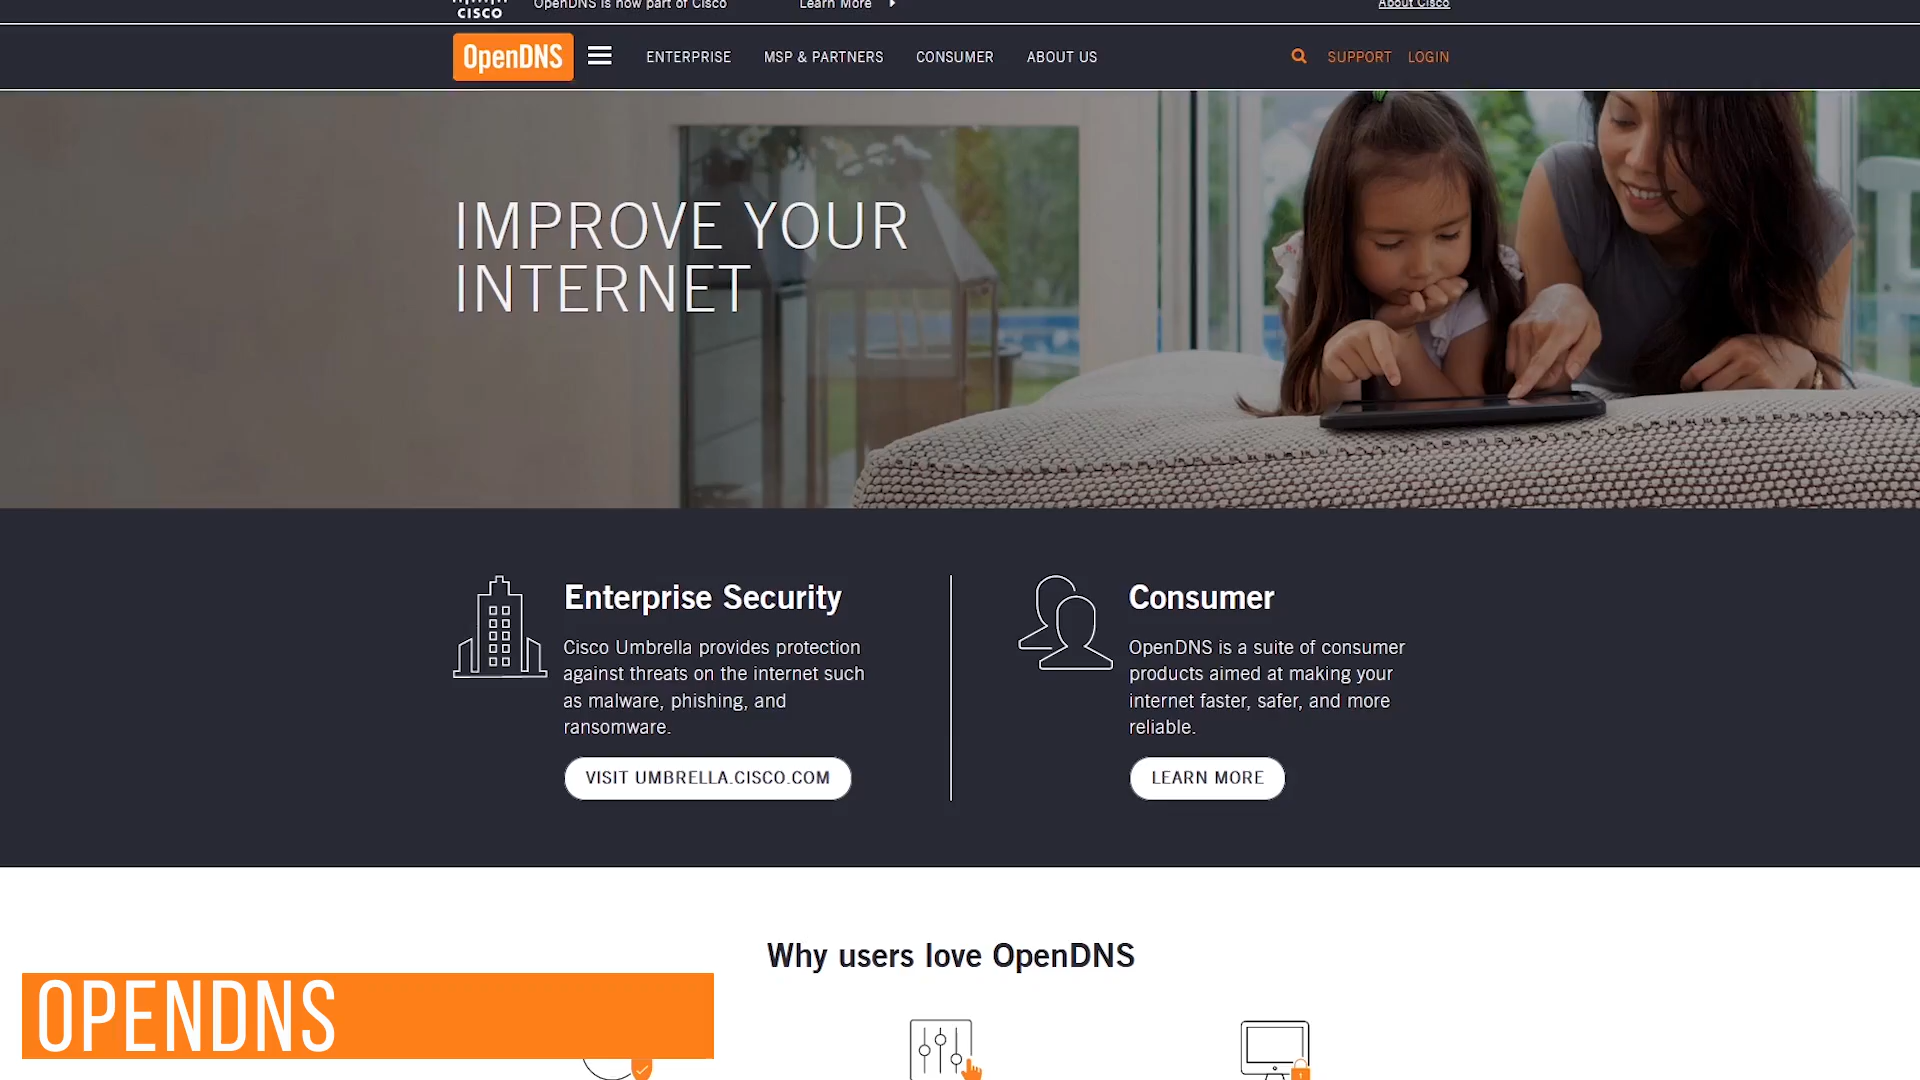 CISCO
OpenDNS is now part of Cisco
Learn More
About Cisco
OpenDNS
ENTERPRISE
MSP & PARTNERS
CONSUMER
ABOUT US
SUPPORT
LOGIN
IMPROVE YOUR
INTERNET
Enterprise Security
Cisco Umbrella provides protection
against threats on the internet such
as malware, phishing, and
ransomware.
VISIT UMBRELLA.CISCO.COM
Consumer
OpenDNS is a suite of consumer
products aimed at making your
internet faster, safer, and more
reliable.
LEARN MORE
Why users love OpenDNS
OPENDNS